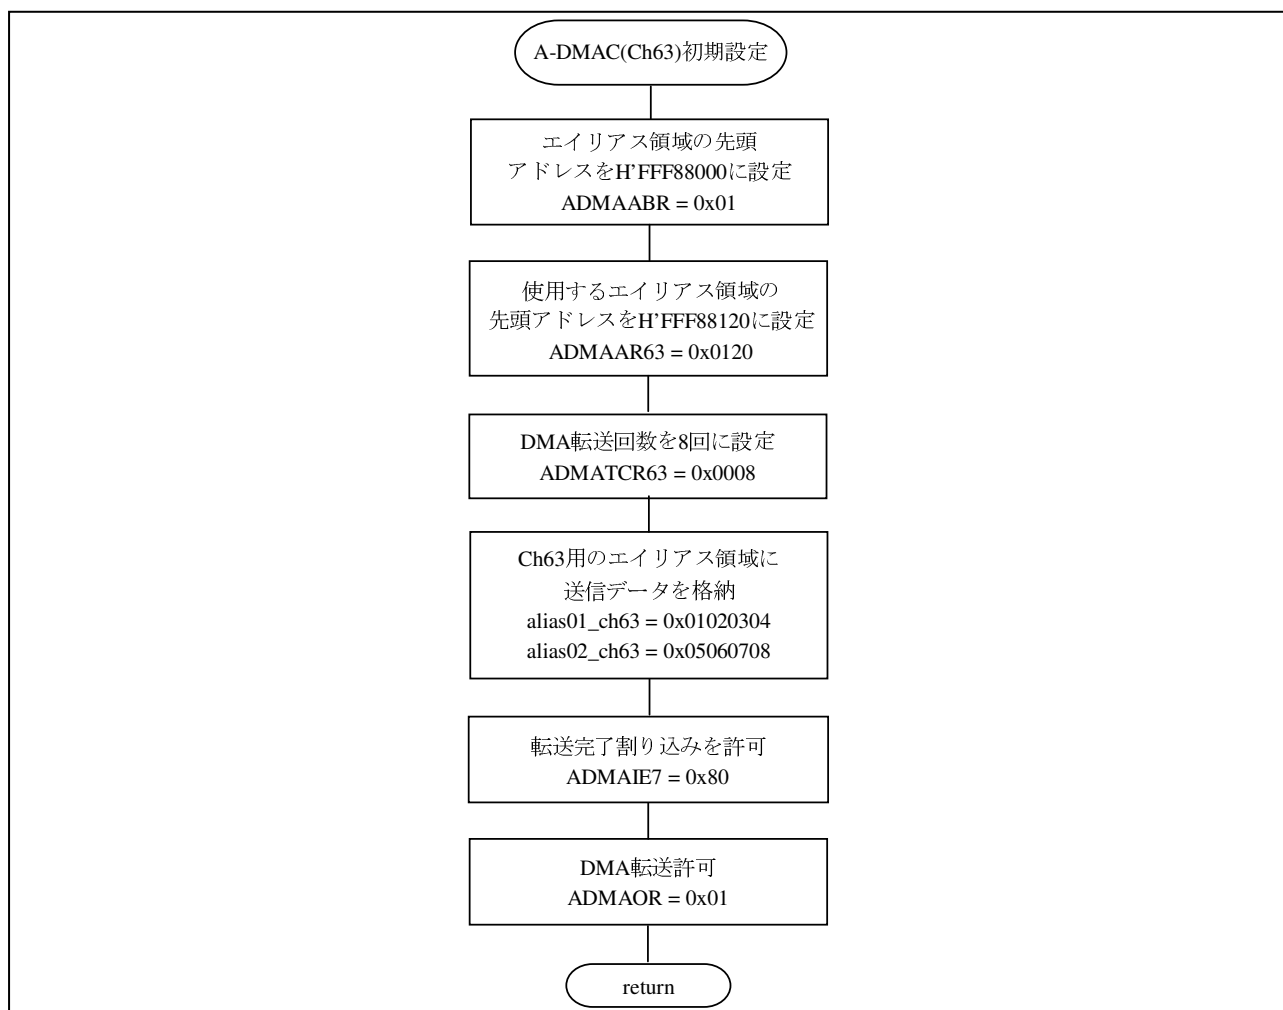 A-DMAC(Ch63)初期設定
エイリアス領域の先頭
アドレスをH'FFF88000に設定
ADMAABR = 0x01
使用するエイリアス領域の
先頭アドレスをH'FFF88120に設定
ADMAAR63 = 0x0120
DMA転送回数を8回に設定
ADMATCR63 = 0x0008
Ch63用のエイリアス領域に
送信データを格納
alias01_ch63 = 0x01020304
alias02_ch63 = 0x05060708
転送完了割り込みを許可
ADMAIE7 = 0x80
DMA転送許可
ADMAOR = 0x01
return